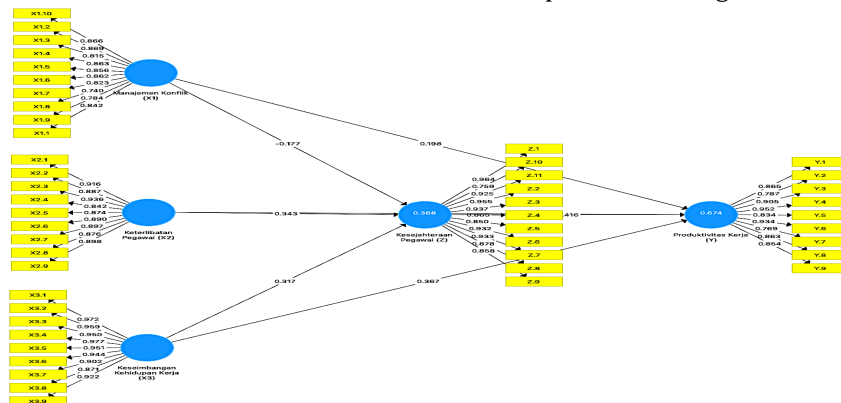 X1.10
X1.2
X1.3
X1.4
X1.5
X1.6
X1.7
X1.8
X1.9
X1.1
0.866
0.869
0.815
0.863
0.856
0.862
0.823
0.740
0.784
0.842
Manajemen Konflik
(X1)
-0.177
0.198
X2.1
X2.2
X2.3
X2.4
X2.5
X2.6
X2.7
X2.8
X2.9
0.916
0.887
0.936
0.842
0.874
0.890
0.897
0.876
0.898
Keterlibatan
Pegawai (X2)
0.343
X3.1
X3.2
X3.3
X3.4
X3.5
X3.6
X3.7
X3.8
X3.9
0.972
0.959
0.950
0.977
0.951
0.944
0.902
0.871
0.922
Keseimbangan
Kehidupan Kerja
(X3)
0.317
0.367
0.368
Kesejahteraan
Pegawai (Z)
Z.1
Z.10
Z.11
Z.2
Z.3
Z.4
Z.5
Z.6
Z.7
Z.8
Z.9
0.964
0.759
0.925
0.955
0.937
0.850
0.932
0.933
0.878
0.858
416
0.674
Produktivitas Kerja
(Y)
Y.1
Y.2
Y.3
Y.4
Y.5
Y.6
Y.7
Y.8
Y.9
0.865
0.787
0.905
0.952
0.834
0.934
0.769
0.863
0.854